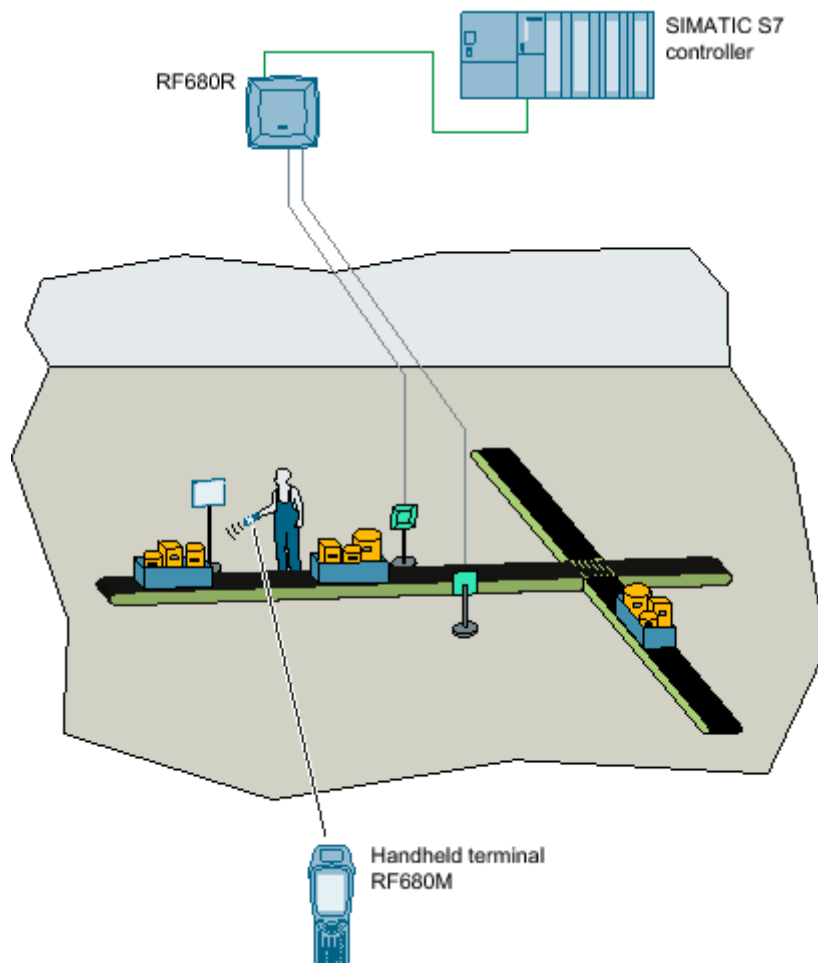 SIMATIC S7
controller
RF680R
Handheld terminal
RF680M